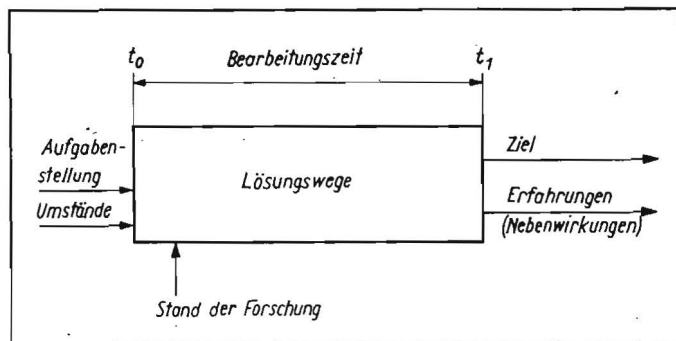 t₀ Bearbeitungszeit t₁
Aufgaben-
stellung
Umstände
Lösungswege
Ziel
Erfahrungen
(Nebenwirkungen)
Stand der Forschung